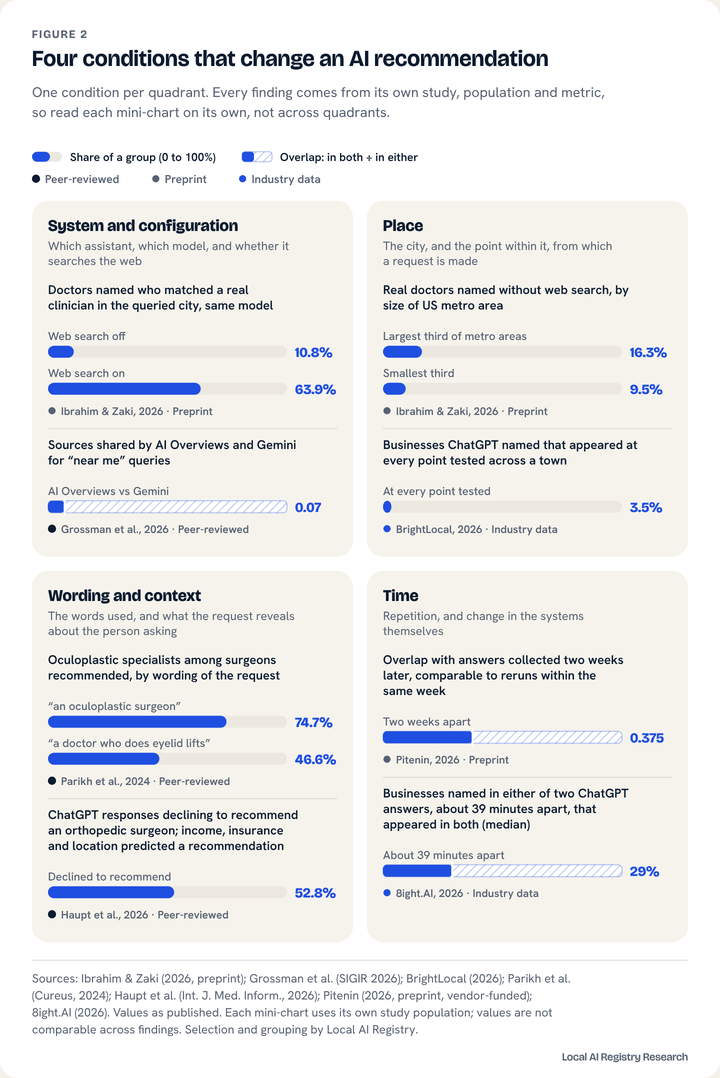 FIGURE 2
Four conditions that change an AI recommendation
One condition per quadrant. Every finding comes from its own study, population and metric,
so read each mini-chart on its own, not across quadrants.
Share of a group (0 to 100%)
Overlap: in both ÷ in either
Peer-reviewed
Preprint
Industry data
System and configuration
Which assistant, which model, and whether it
searches the web
Doctors named who matched a real
clinician in the queried city, same model
Web search off
10.8%
Web search on
63.9%
Ibrahim & Zaki, 2026 · Preprint
Sources shared by AI Overviews and Gemini
for “near me” queries
AI Overviews vs Gemini
0.07
Grossman et al., 2026 · Peer-reviewed
Place
The city, and the point within it, from which
a request is made
Real doctors named without web search, by
size of US metro area
Largest third of metro areas
16.3%
Smallest third
9.5%
Ibrahim & Zaki, 2026 · Preprint
Businesses ChatGPT named that appeared at
every point tested across a town
At every point tested
3.5%
BrightLocal, 2026 · Industry data
Wording and context
The words used, and what the request reveals
about the person asking
Oculoplastic specialists among surgeons
recommended, by wording of the request
“an oculoplastic surgeon”
74.7%
“a doctor who does eyelid lifts”
46.6%
Parikh et al., 2024 · Peer-reviewed
ChatGPT responses declining to recommend
an orthopedic surgeon; income, insurance
and location predicted a recommendation
Declined to recommend
52.8%
Haupt et al., 2026 · Peer-reviewed
Time
Repetition, and change in the systems
themselves
Overlap with answers collected two weeks
later, comparable to reruns within the
same week
Two weeks apart
0.375
Pitenin, 2026 · Preprint
Businesses named in either of two ChatGPT
answers, about 39 minutes apart, that
appeared in both (median)
About 39 minutes apart
29%
8ight.AI, 2026 · Industry data
Sources: Ibrahim & Zaki (2026, preprint); Grossman et al. (SIGIR 2026); BrightLocal (2026); Parikh et al.
(Cureus, 2024); Haupt et al. (Int. J. Med. Inform., 2026); Pitenin (2026, preprint, vendor-funded);
8ight.AI (2026). Values as published. Each mini-chart uses its own study population; values are not
comparable across findings. Selection and grouping by Local AI Registry.
Local AI Registry Research